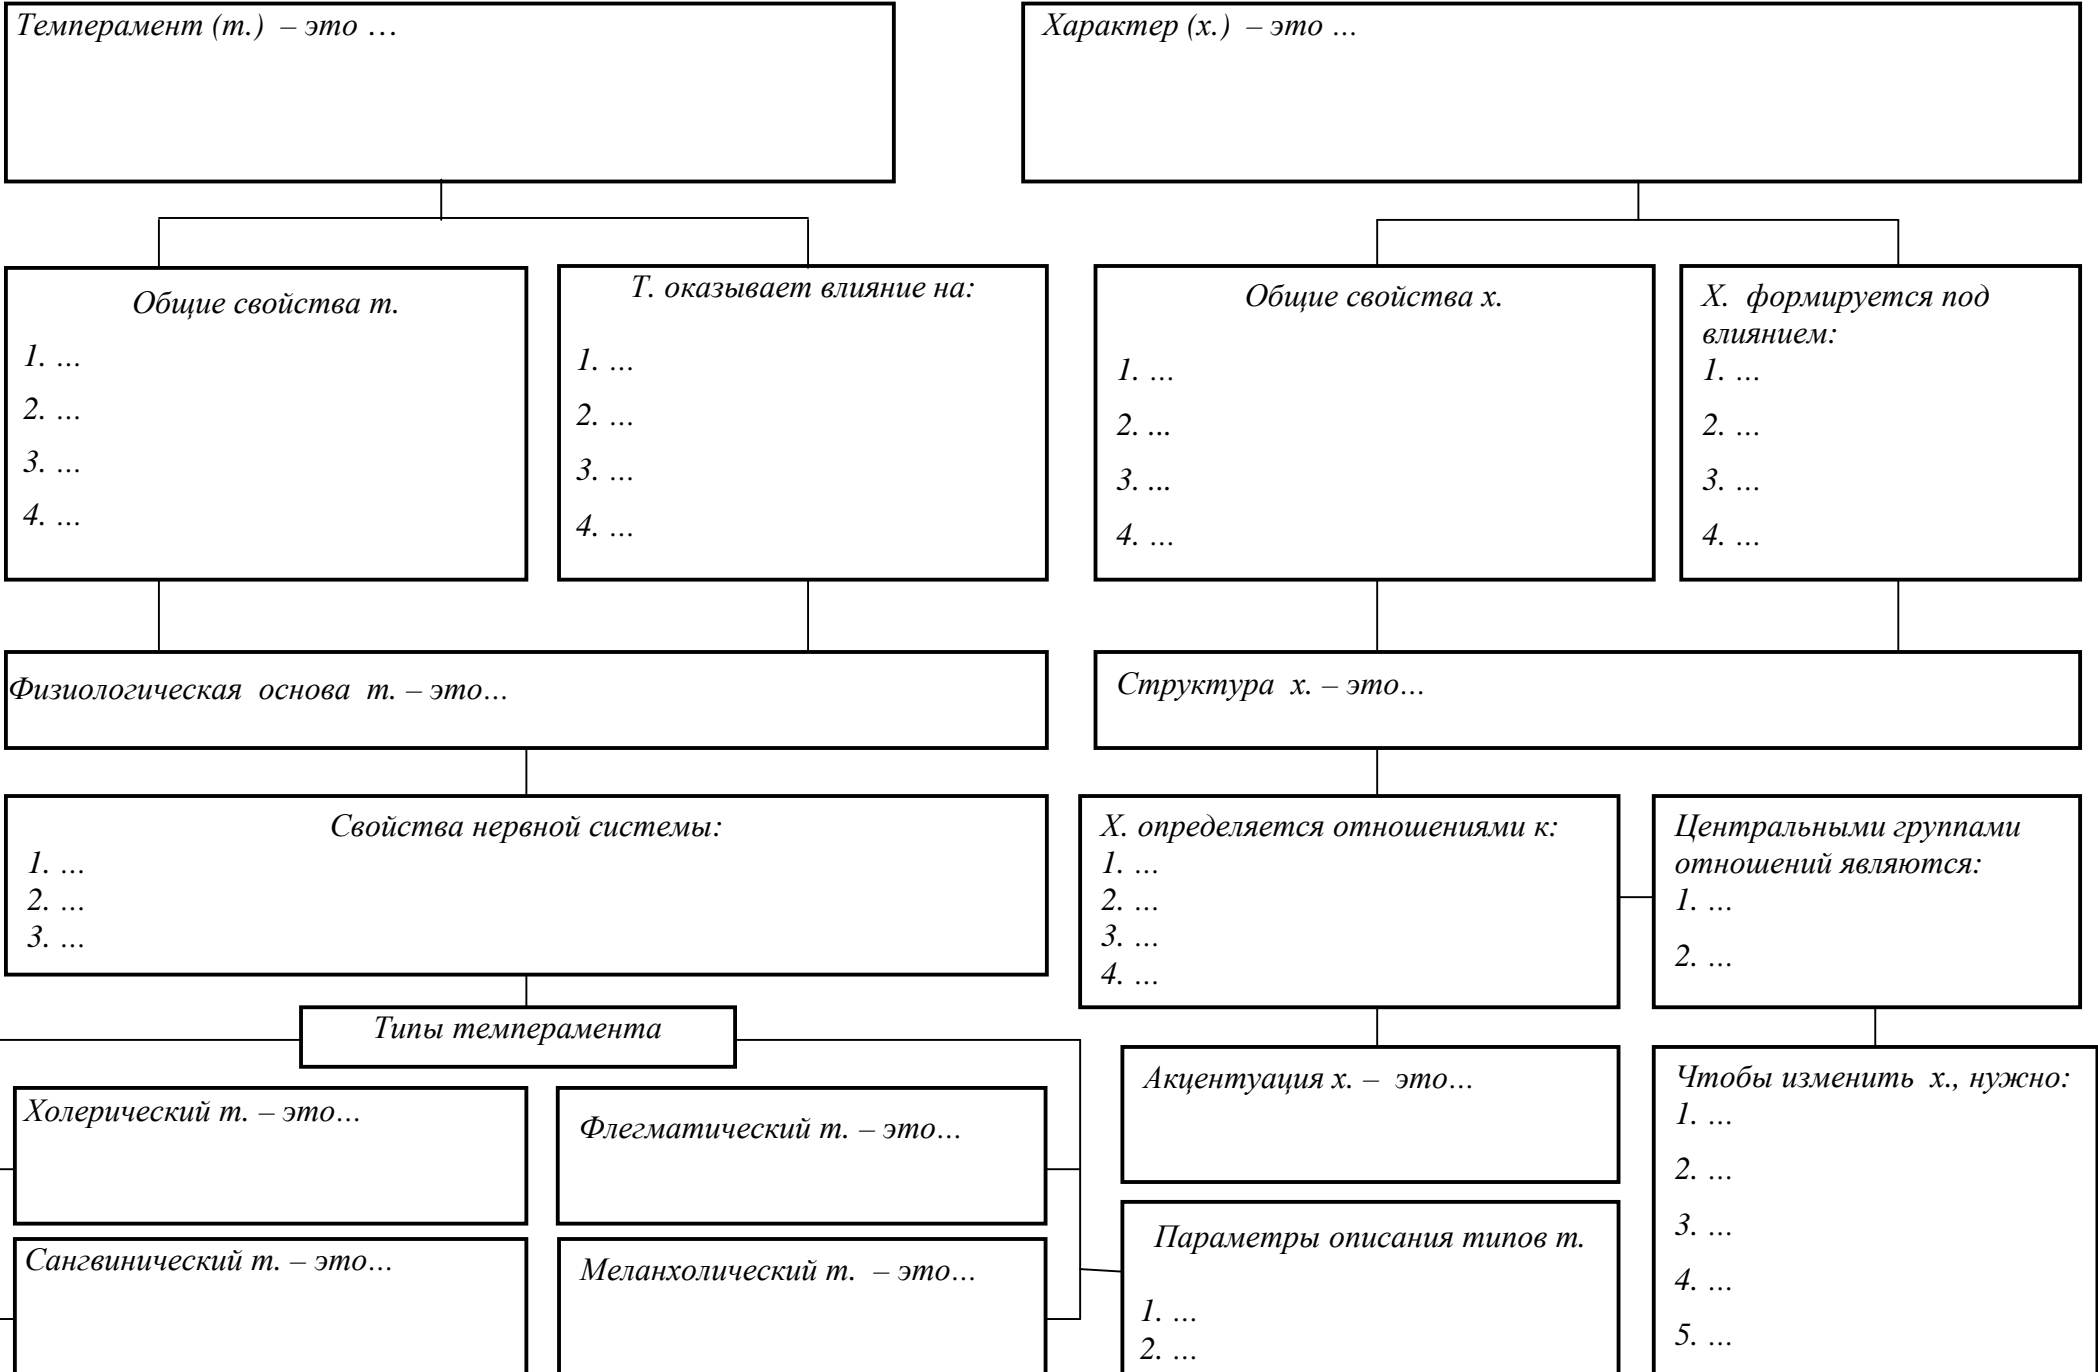 Темперамент (т.) – это …
Характер (х.) – это …
Общие свойства т.
1. …
2. …
3. …
4. …
Т. оказывает влияние на:
1. …
2. …
3. …
4. …
Общие свойства х.
1. …
2. ...
3. ...
4. …
Х. формируется под
влиянием:
1. …
2. …
3. …
4. …
Физиологическая основа т. – это…
Структура х. – это…
Свойства нервной системы:
1. …
2. …
3. …
Х. определяется отношениями к:
1. …
2. …
3. …
4. …
Центральными группами
отношений являются:
1. …
2. …
Типы темперамента
Холерический т. – это…
Флегматический т. – это…
Сангвинический т. – это…
Меланхолический т. – это…
Акцентуация х. – это…
Параметры описания типов т.
1. …
2. …
Чтобы изменить х., нужно:
1. …
2. …
3. …
4. …
5. …